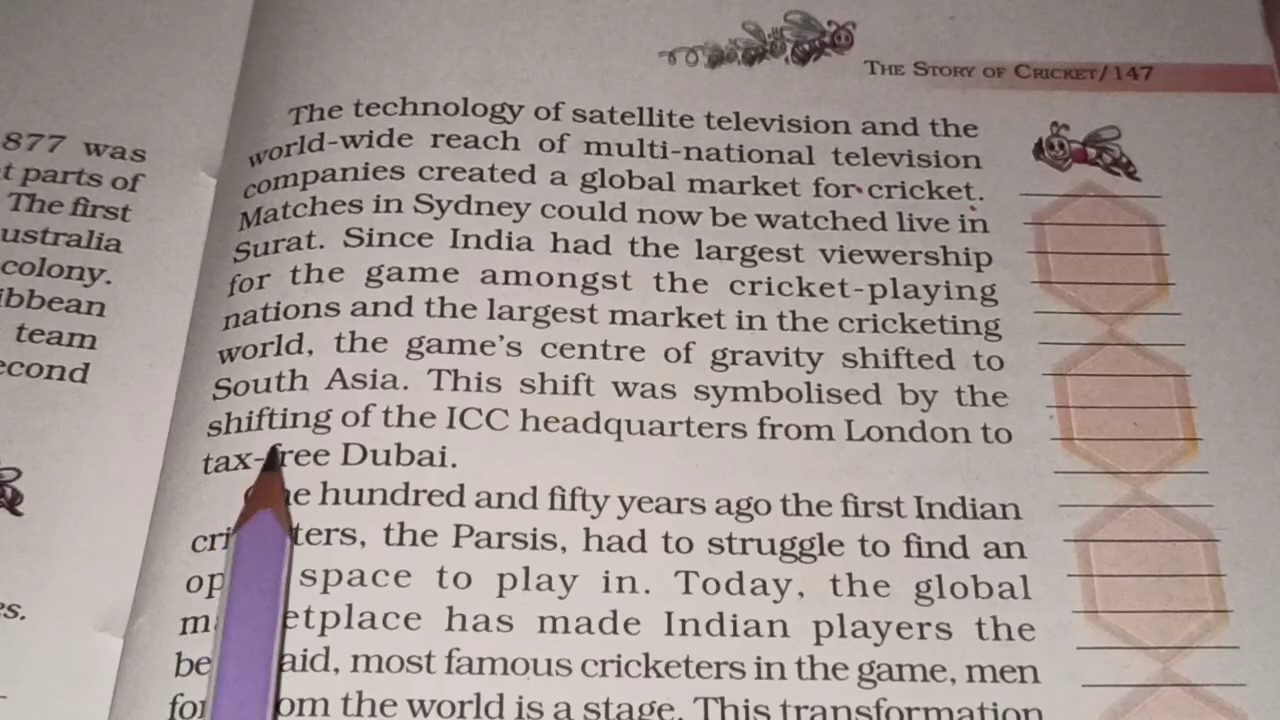 THE STORY OF CRICKET/147
877 was
t parts of
The first
ustralia
colony.
ibbean
team
econd
s.
The technology of satellite television and the
world-wide reach of multi-national television
companies created a global market for cricket.
Matches in Sydney could now be watched live in
Surat. Since India had the largest viewership
for the game amongst the cricket-playing
nations and the largest market in the cricketing
world, the game's centre of gravity shifted to
South Asia. This shift was symbolised by the
shifting of the ICC headquarters from London to
tax-free Dubai.
hundred and fifty years ago the first Indian
the Parsis, had to struggle to find an
space to play in. Today, the global
has made Indian players the
most famous cricketers in the game, men
the world is a stage. This transformation